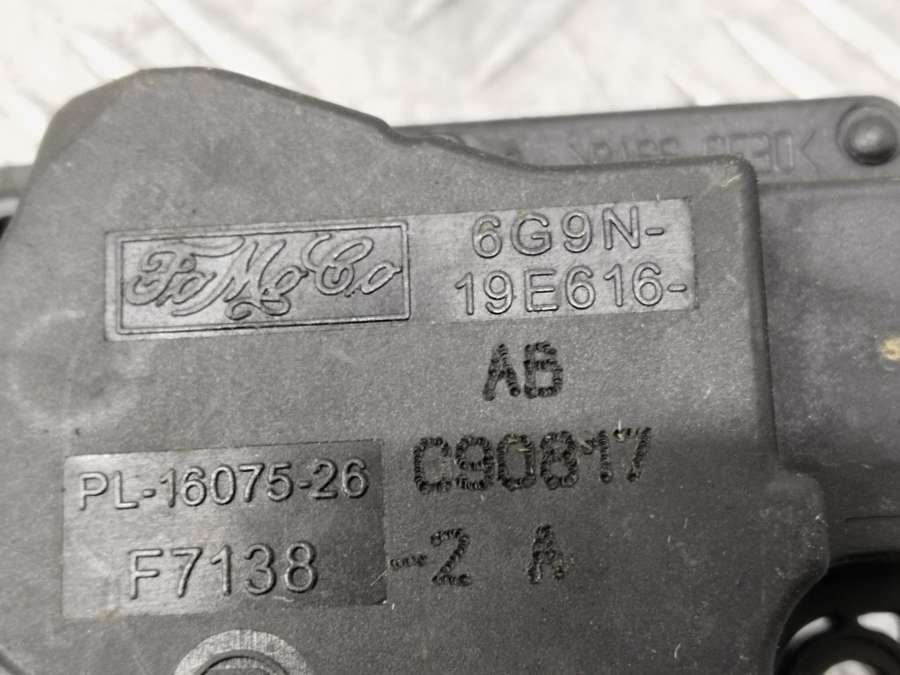 FoMoCo
6G9N-
19E616-
AB
C90817
-2 A
PL-16075-26
F7138